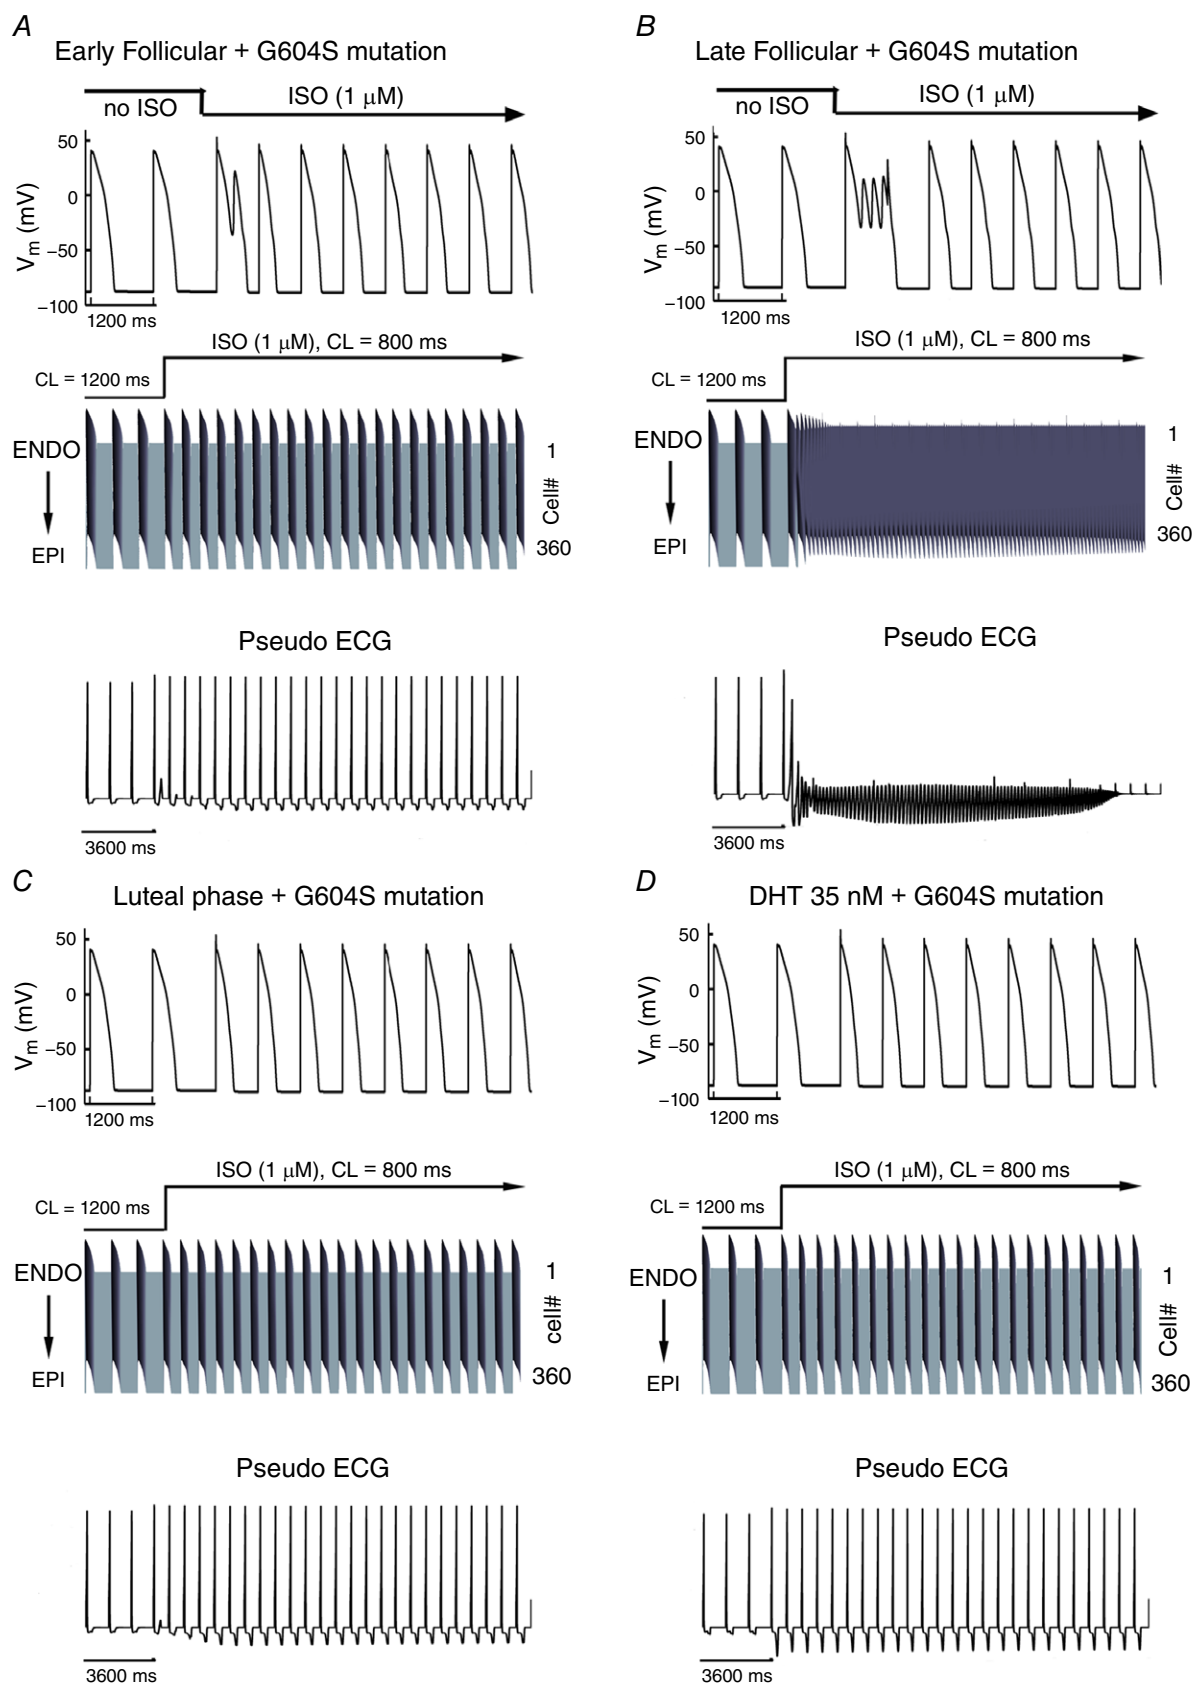 A
Early Follicular + G604S mutation
no ISO
ISO (1 μM)
50
0
−50
−100
Vm (mV)
1200 ms
ISO (1 μM), CL = 800 ms
CL = 1200 ms
ENDO
EPI
1
Cell#
360
Pseudo ECG
3600 ms
B
Late Follicular + G604S mutation
no ISO
ISO (1 μM)
50
0
−50
−100
Vm (mV)
1200 ms
ISO (1 μM), CL = 800 ms
CL = 1200 ms
ENDO
EPI
1
Cell#
360
Pseudo ECG
3600 ms
C
Luteal phase + G604S mutation
50
0
−50
−100
Vm (mV)
1200 ms
ISO (1 μM), CL = 800 ms
CL = 1200 ms
ENDO
EPI
1
cell#
360
Pseudo ECG
3600 ms
D
DHT 35 nM + G604S mutation
50
0
−50
−100
Vm (mV)
1200 ms
ISO (1 μM), CL = 800 ms
CL = 1200 ms
ENDO
EPI
1
Cell#
360
Pseudo ECG
3600 ms